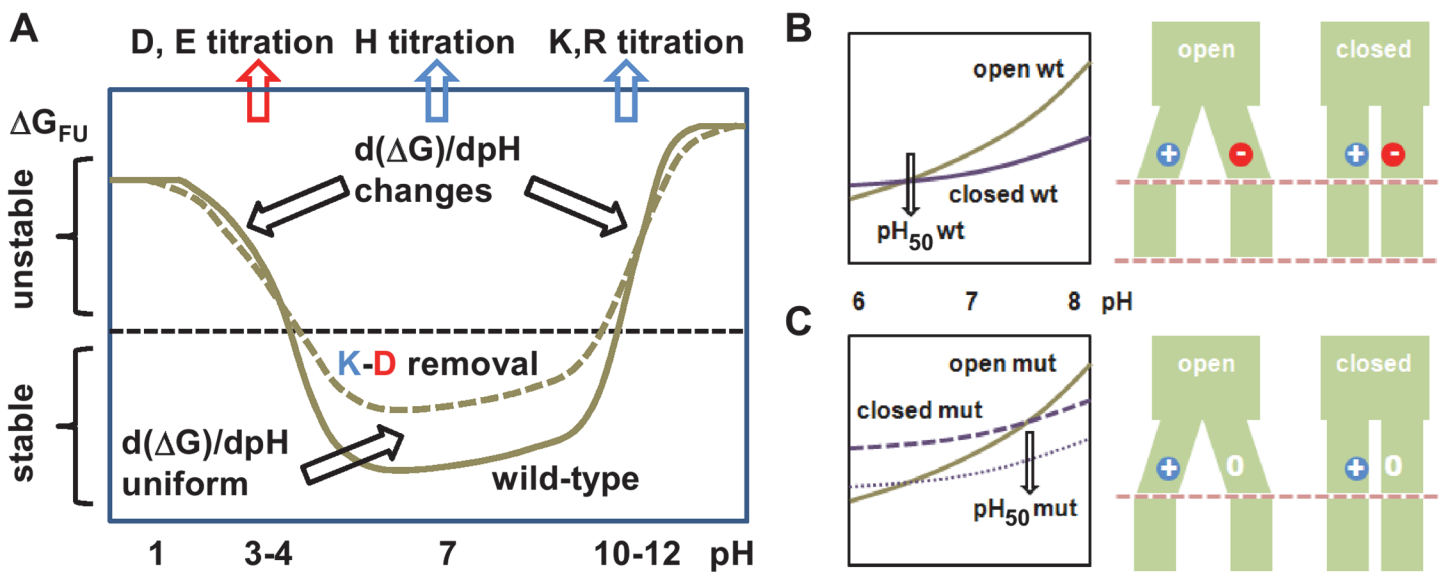 A
D, E titration H titration K,R titration
ΔG_FU
d(ΔG)/dpH
changes
unstable
K-D removal
stable
d(ΔG)/dpH
uniform
wild-type
1 3-4 7 10-12 pH
B
open wt
closed wt
pH50 wt
open closed
+ - + -
6 7 8 pH
C
open mut
closed mut
pH50 mut
open closed
+ 0 + 0